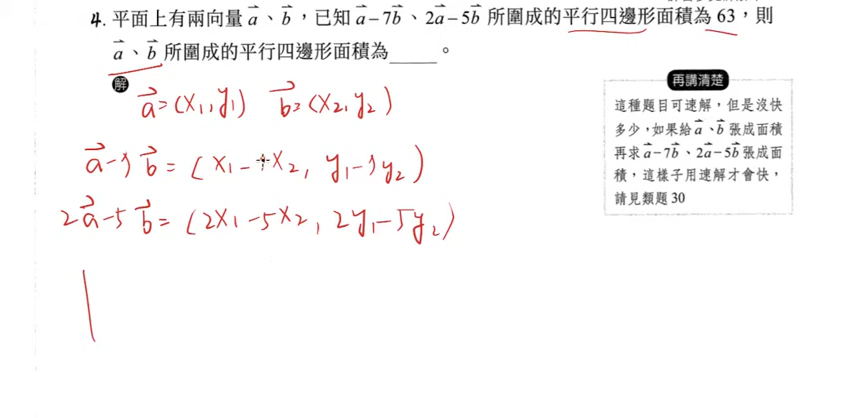 4. 平面上有兩向量 a⃗、b⃗，已知 a⃗－7b⃗、2a⃗－5b⃗ 所圍成的平行四邊形面積為 63，則
a⃗、b⃗ 所圍成的平行四邊形面積為____。
解
a⃗=(x₁,y₁) b⃗=(x₂,y₂)
a⃗-7b⃗=(x₁-7x₂, y₁-7y₂)
2a⃗-5b⃗=(2x₁-5x₂, 2y₁-5y₂)
再講清楚
這種題目可速解，但是沒快
多少，如果給 a⃗、b⃗ 張成面積
再求 a⃗－7b⃗、2a⃗－5b⃗ 張成面
積，這樣子用速解才會快，
請見類題 30